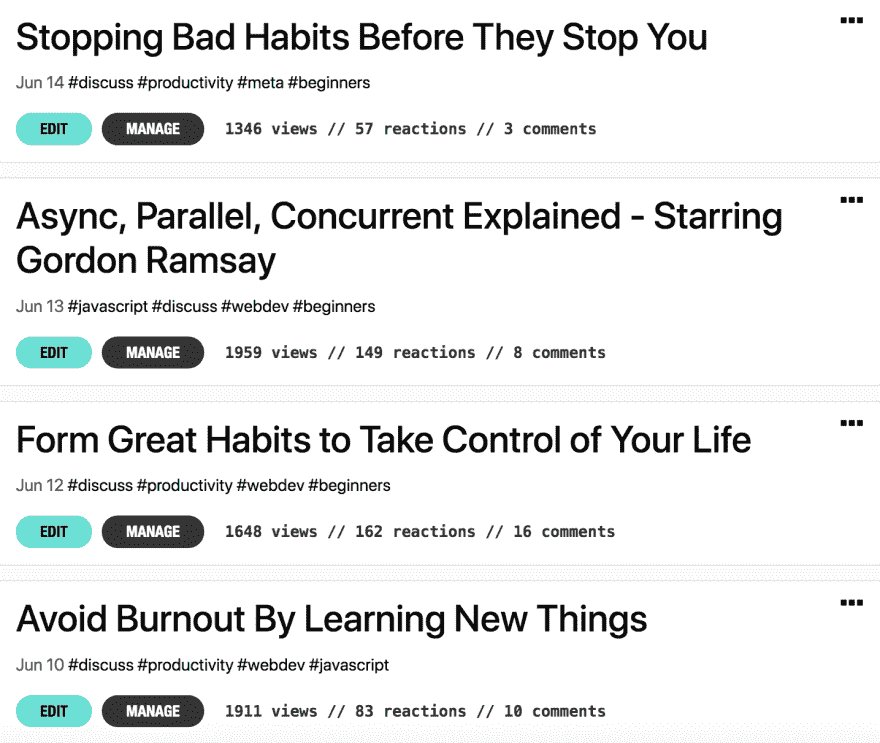 Stopping Bad Habits Before They Stop You
Jun 14 #discuss #productivity #meta #beginners
EDIT MANAGE 1346 views // 57 reactions // 3 comments
Async, Parallel, Concurrent Explained - Starring
Gordon Ramsay
Jun 13 #javascript #discuss #webdev #beginners
EDIT MANAGE 1959 views // 149 reactions // 8 comments
Form Great Habits to Take Control of Your Life
Jun 12 #discuss #productivity #webdev #beginners
EDIT MANAGE 1648 views // 162 reactions // 16 comments
Avoid Burnout By Learning New Things
Jun 10 #discuss #productivity #webdev #javascript
EDIT MANAGE 1911 views // 83 reactions // 10 comments